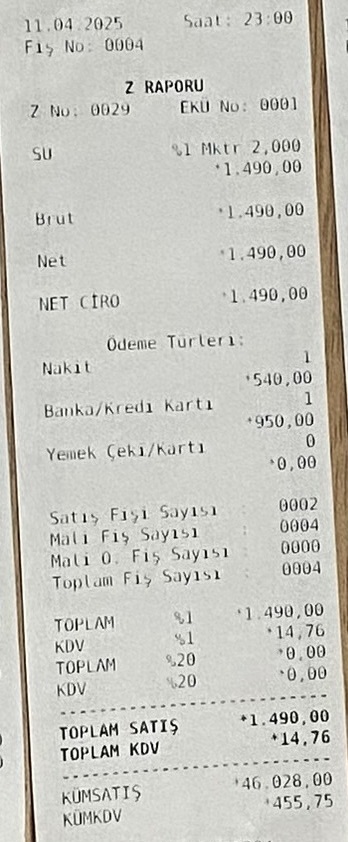 11.04.2025 Saat: 23:00
Fiş No: 0004
Z RAPORU
Z No: 0029 EKU No: 0001
SU %1 Mktr 2,000
*1.490,00
Brut *1.490,00
Net *1.490,00
NET CİRO *1.490,00
Ödeme Türleri:
Nakit 1
*540,00
Banka/Kredi Kartı 1
*950,00
Yemek Çeki/Kartı 0
*0,00
Satış Fişi Sayısı : 0002
Mali Fiş Sayısı : 0004
Mali O. Fiş Sayısı : 0000
Toplam Fiş Sayısı : 0004
TOPLAM %1 *1.490,00
KDV %1 *14,76
TOPLAM %20 *0,00
KDV %20 *0,00
TOPLAM SATIŞ *1.490,00
TOPLAM KDV *14,76
KÜMSATIŞ *46.028,00
KÜMKDV *455,75